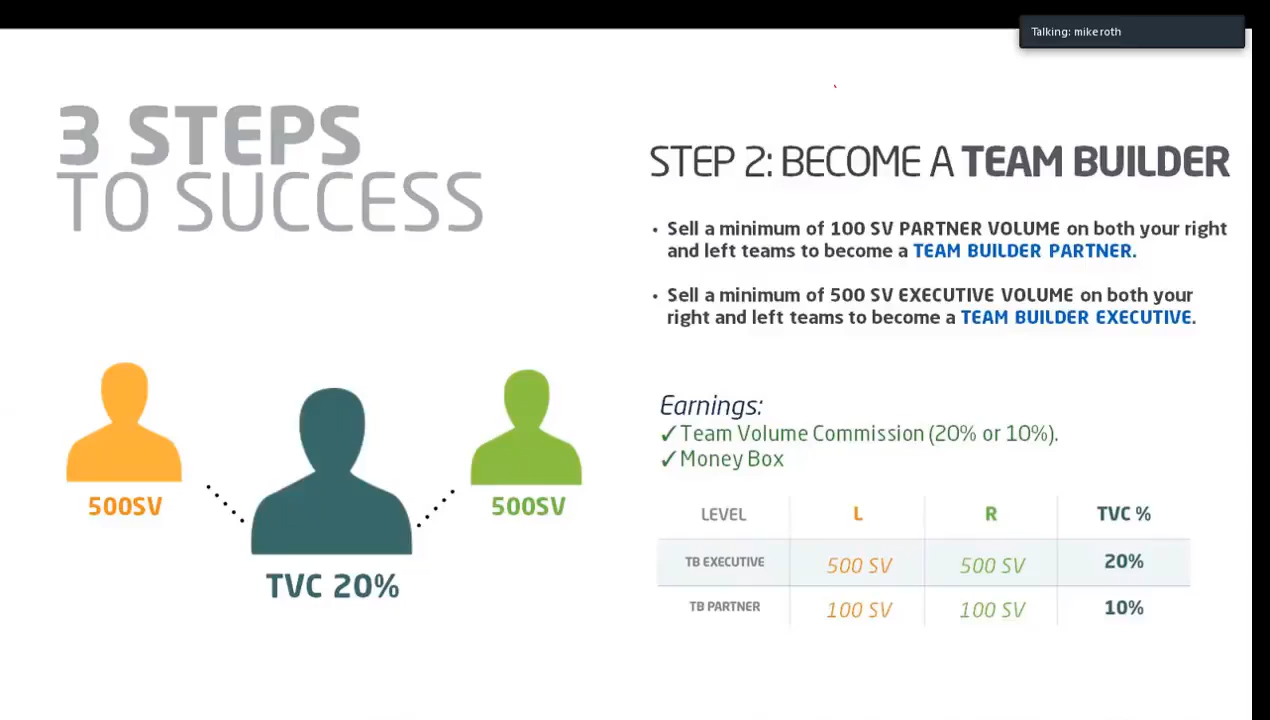 Talking: mike roth
3 STEPS
TO SUCCESS
STEP 2: BECOME A TEAM BUILDER
• Sell a minimum of 100 SV PARTNER VOLUME on both your right
and left teams to become a TEAM BUILDER PARTNER.
• Sell a minimum of 500 SV EXECUTIVE VOLUME on both your
right and left teams to become a TEAM BUILDER EXECUTIVE.
500SV
500SV
TVC 20%
Earnings:
✓Team Volume Commission (20% or 10%).
✓Money Box
LEVEL L R TVC %
TB EXECUTIVE 500 SV 500 SV 20%
TB PARTNER 100 SV 100 SV 10%